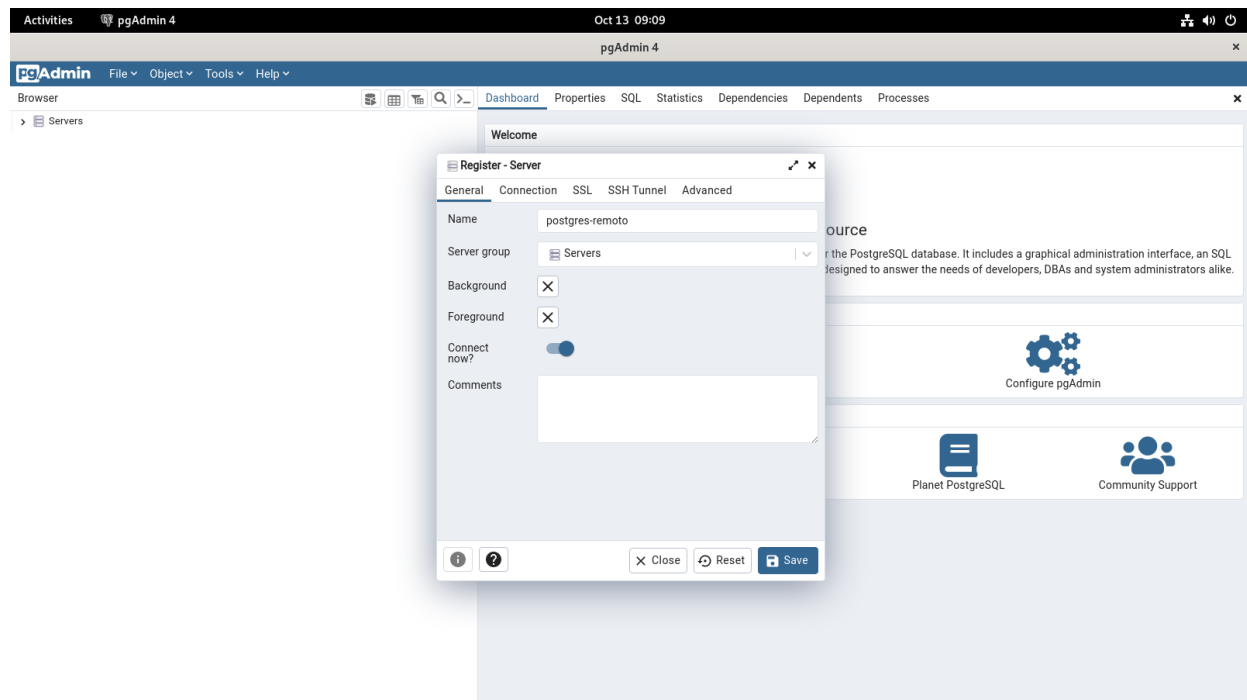 Activities pgAdmin 4 Oct 13 09:09
pgAdmin 4
pgAdmin File Object Tools Help
Browser Dashboard Properties SQL Statistics Dependencies Dependents Processes
Servers
Welcome
Register - Server
General Connection SSL SSH Tunnel Advanced
Name postgres-remoto
ource
Server group Servers
r the PostgreSQL database. It includes a graphical administration interface, an SQL
designed to answer the needs of developers, DBAs and system administrators alike.
Background
Foreground
Connect
now?
Comments
Configure pgAdmin
Planet PostgreSQL Community Support
Close Reset Save